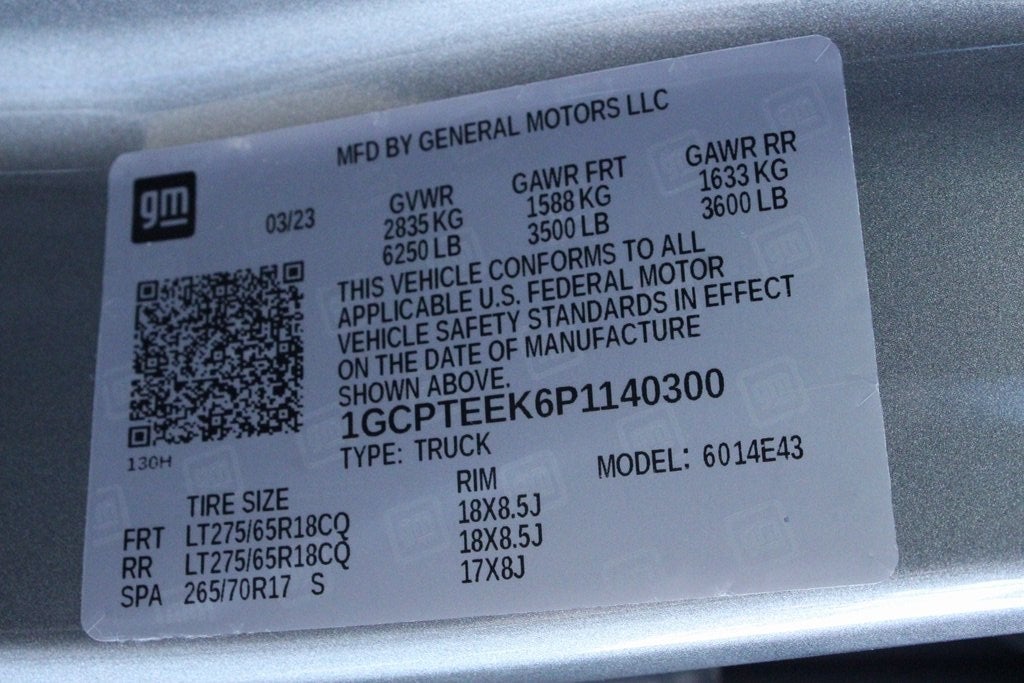 MFD BY GENERAL MOTORS LLC
gm
03/23
GVWR
2835 KG
6250 LB
GAWR FRT
1588 KG
3500 LB
GAWR RR
1633 KG
3600 LB
THIS VEHICLE CONFORMS TO ALL
APPLICABLE U.S. FEDERAL MOTOR
VEHICLE SAFETY STANDARDS IN EFFECT
ON THE DATE OF MANUFACTURE
SHOWN ABOVE.
1GCPTEEK6P1140300
130H
TYPE: TRUCK
MODEL: 6014E43
TIRE SIZE RIM
FRT LT275/65R18CQ 18X8.5J
RR LT275/65R18CQ 18X8.5J
SPA 265/70R17 S 17X8J